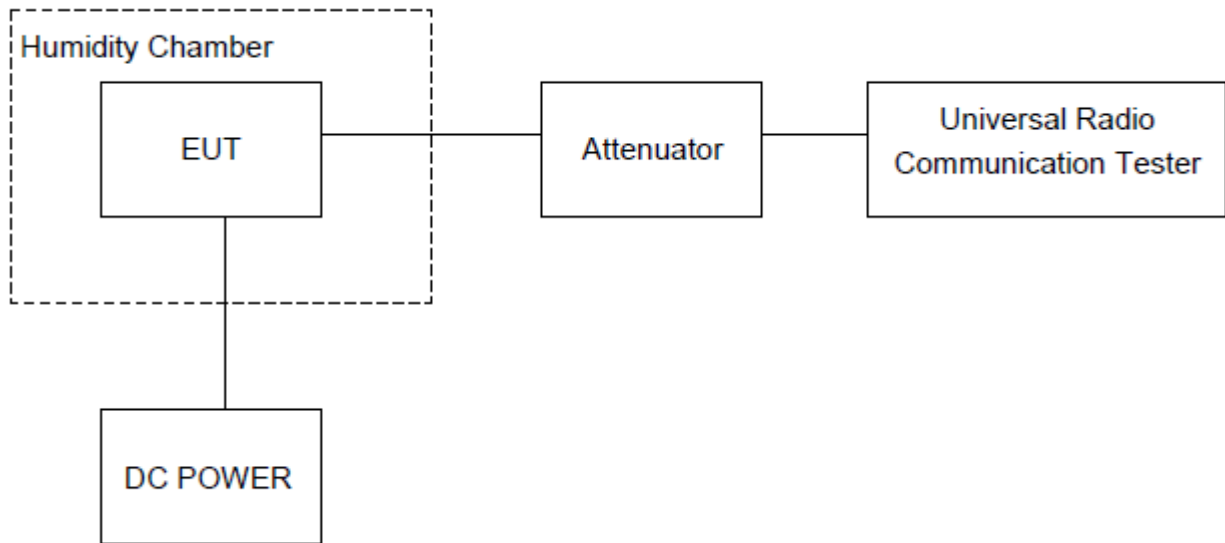 Humidity Chamber
EUT
Attenuator
Universal Radio
Communication Tester
DC POWER